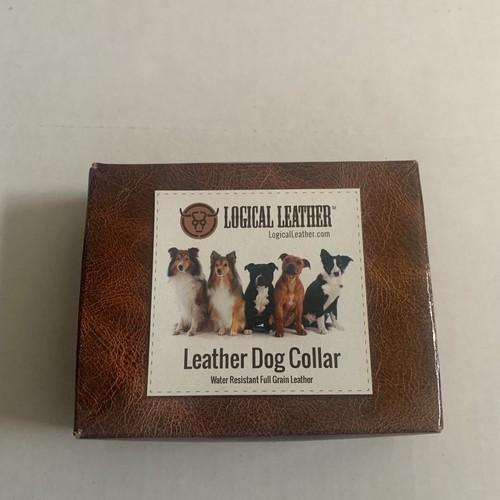 LOGICAL LEATHER™
LogicalLeather.com
Leather Dog Collar
Water Resistant Full Grain Leather